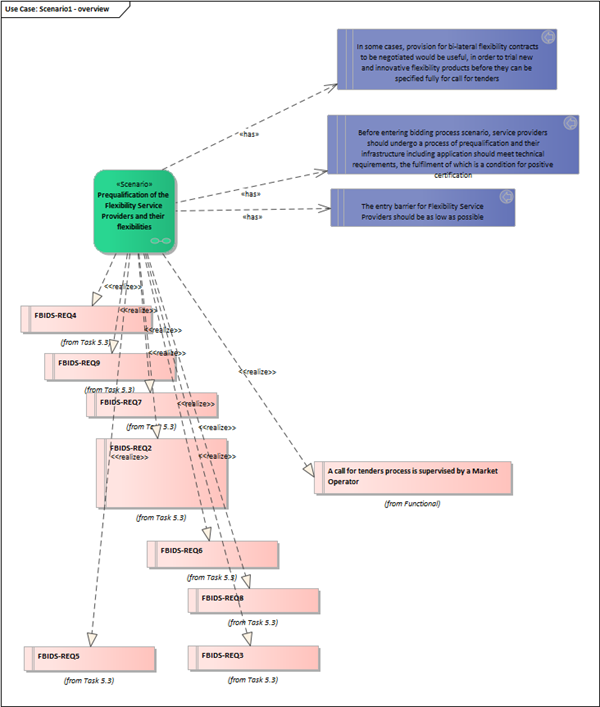 Use Case: Scenario1 - overview
In some cases, provision for bi-lateral flexibility contracts
to be negotiated would be useful, in order to trial new
and innovative flexibility products before they can be
specified fully for call for tenders
«has»
Before entering bidding process scenario, service providers
should undergo a process of prequalification and their
infrastructure including application should meet technical
requirements, the fulfilment of which is a condition for positive
certification
«has»
The entry barrier for Flexibility Service
Providers should be as low as possible
«has»
«Scenario»
Prequalification of the
Flexibility Service
Providers and their
flexibilities
<<realize>>
FBIDS-REQ4
<<realize>>
<<realize>>
(from Task 5.3)
<<realize>>
FBIDS-REQ9
<<realize>>
(from Task 5.3)
FBIDS-REQ7
<<realize>>
(from Task 5.3)
<<realize>>
FBIDS-REQ2
<<realize>>
<<realize>>
(from Task 5.3)
A call for tenders process is supervised by a Market
Operator
(from Functional)
FBIDS-REQ6
(from Task 5.3)
FBIDS-REQ8
(from Task 5.3)
FBIDS-REQ5
(from Task 5.3)
FBIDS-REQ3
(from Task 5.3)